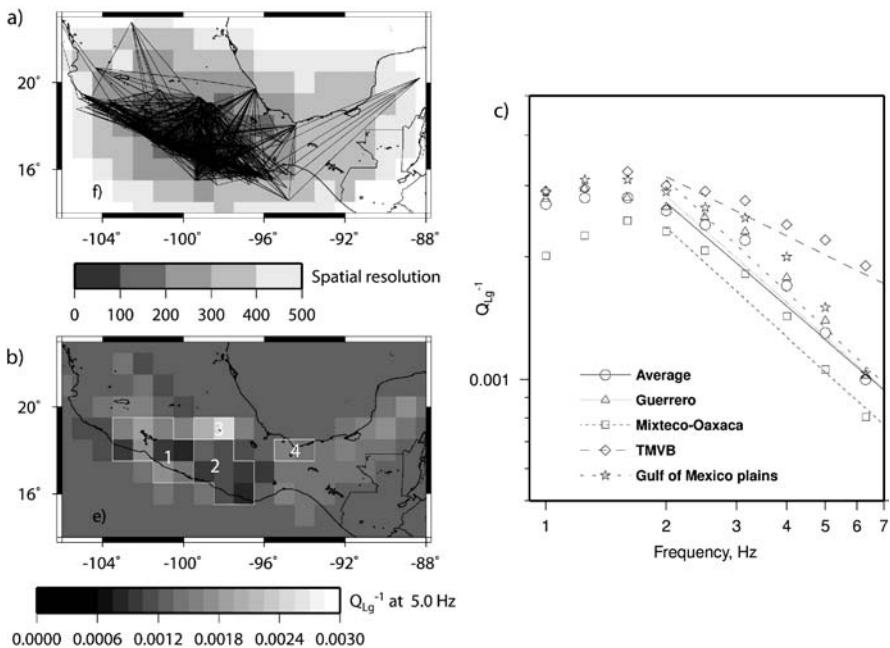 a)
20°
16°
f)
-104 -100 -96 -92 -88
Spatial resolution
0 100 200 300 400 500
b)
20°
16°
1
2
3
4
e)
-104° -100° -96° -92° -88°
Q_Lg^-1 at 5.0 Hz
0.0000 0.0006 0.0012 0.0018 0.0024 0.0030
c)
Q_Lg^-1
0.001
Average
Guerrero
Mixteco-Oaxaca
TMVB
Gulf of Mexico plains
1 2 3 4 5 6 7
Frequency, Hz